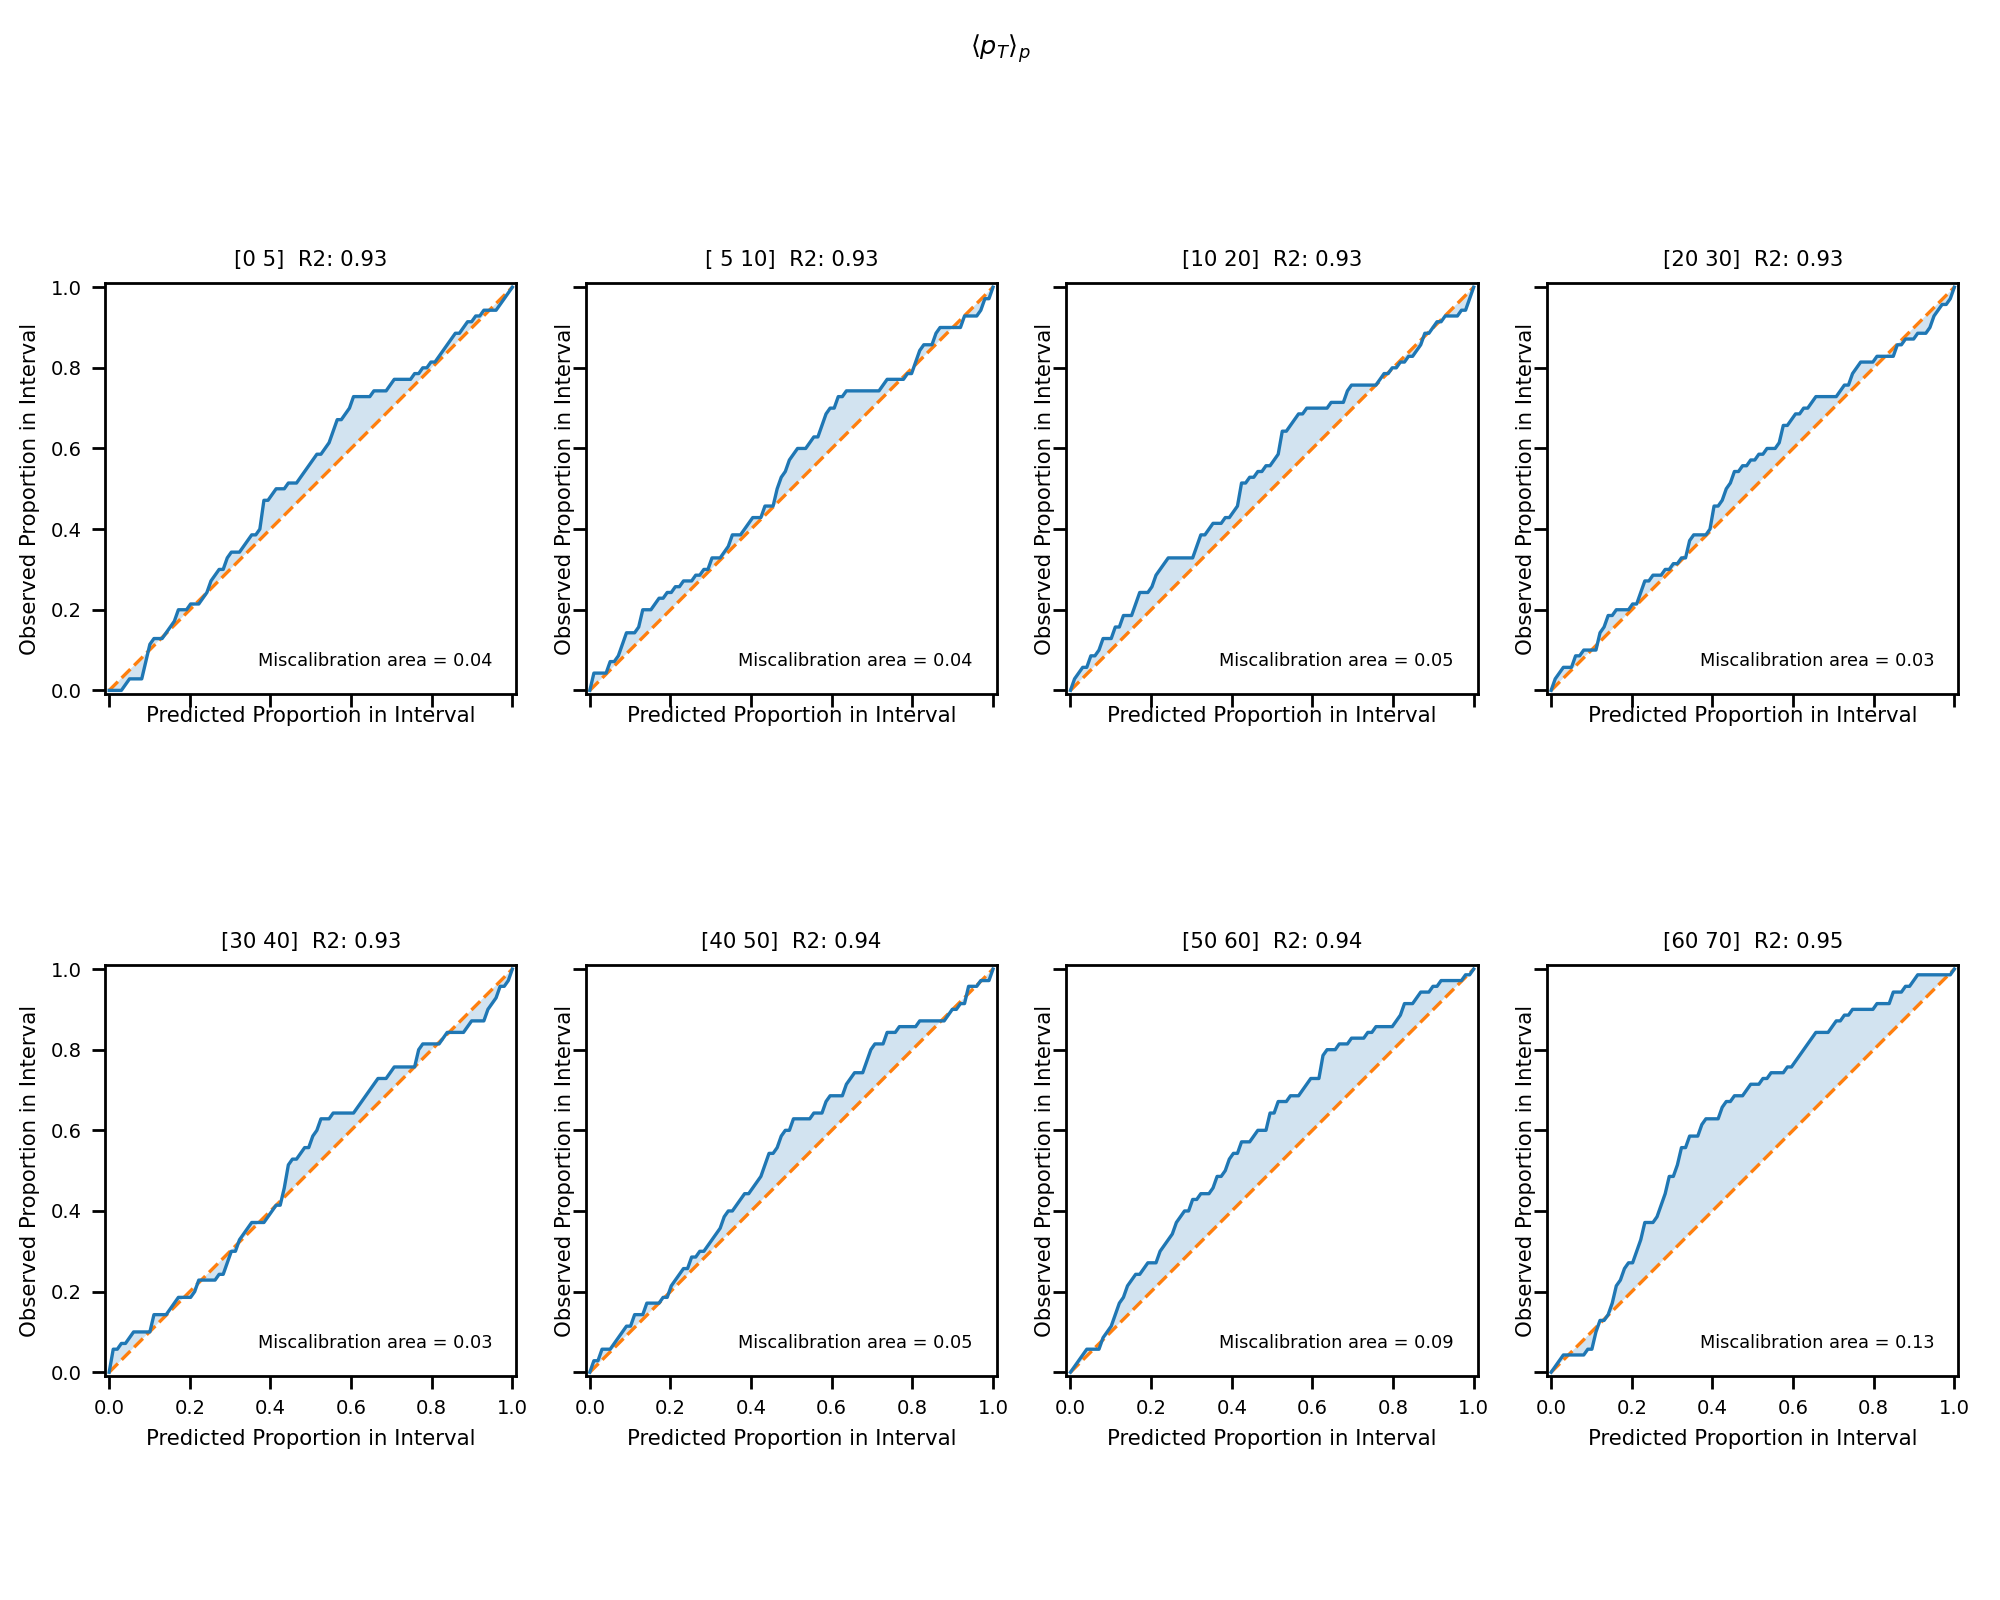 ⟨p_T⟩_p
[0 5]  R2: 0.93
[ 5 10]  R2: 0.93
[10 20]  R2: 0.93
[20 30]  R2: 0.93
Observed Proportion in Interval
1.0
0.8
0.6
0.4
0.2
0.0
Miscalibration area = 0.04
Predicted Proportion in Interval
Observed Proportion in Interval
Miscalibration area = 0.04
Predicted Proportion in Interval
Observed Proportion in Interval
Miscalibration area = 0.05
Predicted Proportion in Interval
Observed Proportion in Interval
Miscalibration area = 0.03
Predicted Proportion in Interval
[30 40]  R2: 0.93
[40 50]  R2: 0.94
[50 60]  R2: 0.94
[60 70]  R2: 0.95
Observed Proportion in Interval
1.0
0.8
0.6
0.4
0.2
0.0
Miscalibration area = 0.03
0.0 0.2 0.4 0.6 0.8 1.0
Predicted Proportion in Interval
Observed Proportion in Interval
Miscalibration area = 0.05
0.0 0.2 0.4 0.6 0.8 1.0
Predicted Proportion in Interval
Observed Proportion in Interval
Miscalibration area = 0.09
0.0 0.2 0.4 0.6 0.8 1.0
Predicted Proportion in Interval
Observed Proportion in Interval
Miscalibration area = 0.13
0.0 0.2 0.4 0.6 0.8 1.0
Predicted Proportion in Interval